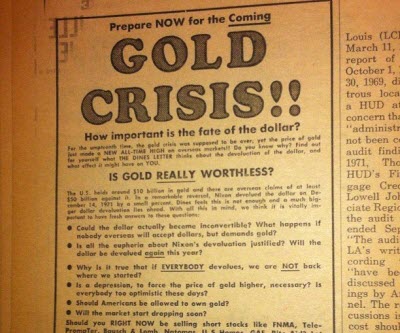 Prepare NOW for the Coming
GOLD
CRISIS!!
How important is the fate of the dollar?
For the umpteenth time, the gold crisis was supposed to be over; yet the price of gold
just made a NEW ALL-TIME HIGH on overseas markets! Do you know why? Find out
for yourself what THE DINES LETTER thinks about the devaluation of the dollar, and
what effect it might have on YOU.
IS GOLD REALLY WORTHLESS?
The U.S. holds around $10 billion in gold and there are overseas claims of at least
$50 billion against it. In a remarkable reversal, Nixon devalued the dollar on De-
cember 14, 1971 by a small percent. Dines feels this is not enough and a much big-
ger dollar devaluation lies ahead. With all this in mind, we think it is vitally im-
portant to have fresh answers to these questions:
● Could the dollar actually become inconvertible? What happens if
nobody overseas will accept dollars, but demands gold?
● Is all the euphoria about Nixon's devaluation justified? Will the
dollar be devalued again this year?
● Why is it true that if EVERYBODY devalues, we are NOT back
where we started?
● Is a depression, to force the price of gold higher, necessary? Is
everybody too optimistic these days?
● Should Americans be allowed to own gold?
● Will the market start dropping soon?
Should you RIGHT NOW be selling short stocks like FNMA, Tele-
PrompTer, Bausch & Lomb, Natomas, U.S. Homes,
Louis (LC
March 11,
report of
October 1,
30, 1969, di
trous loca
a HUD af
concern tha
"administr
not been c
audit findi
1971, Tho
HUD's Fi
gage Cred
Lowell Jol
ciate Regio
the audit
ended Sep
"The audi
LA's writ
cording
"have be
discussed
ings by A
nel. The r
cussions i
cost shou